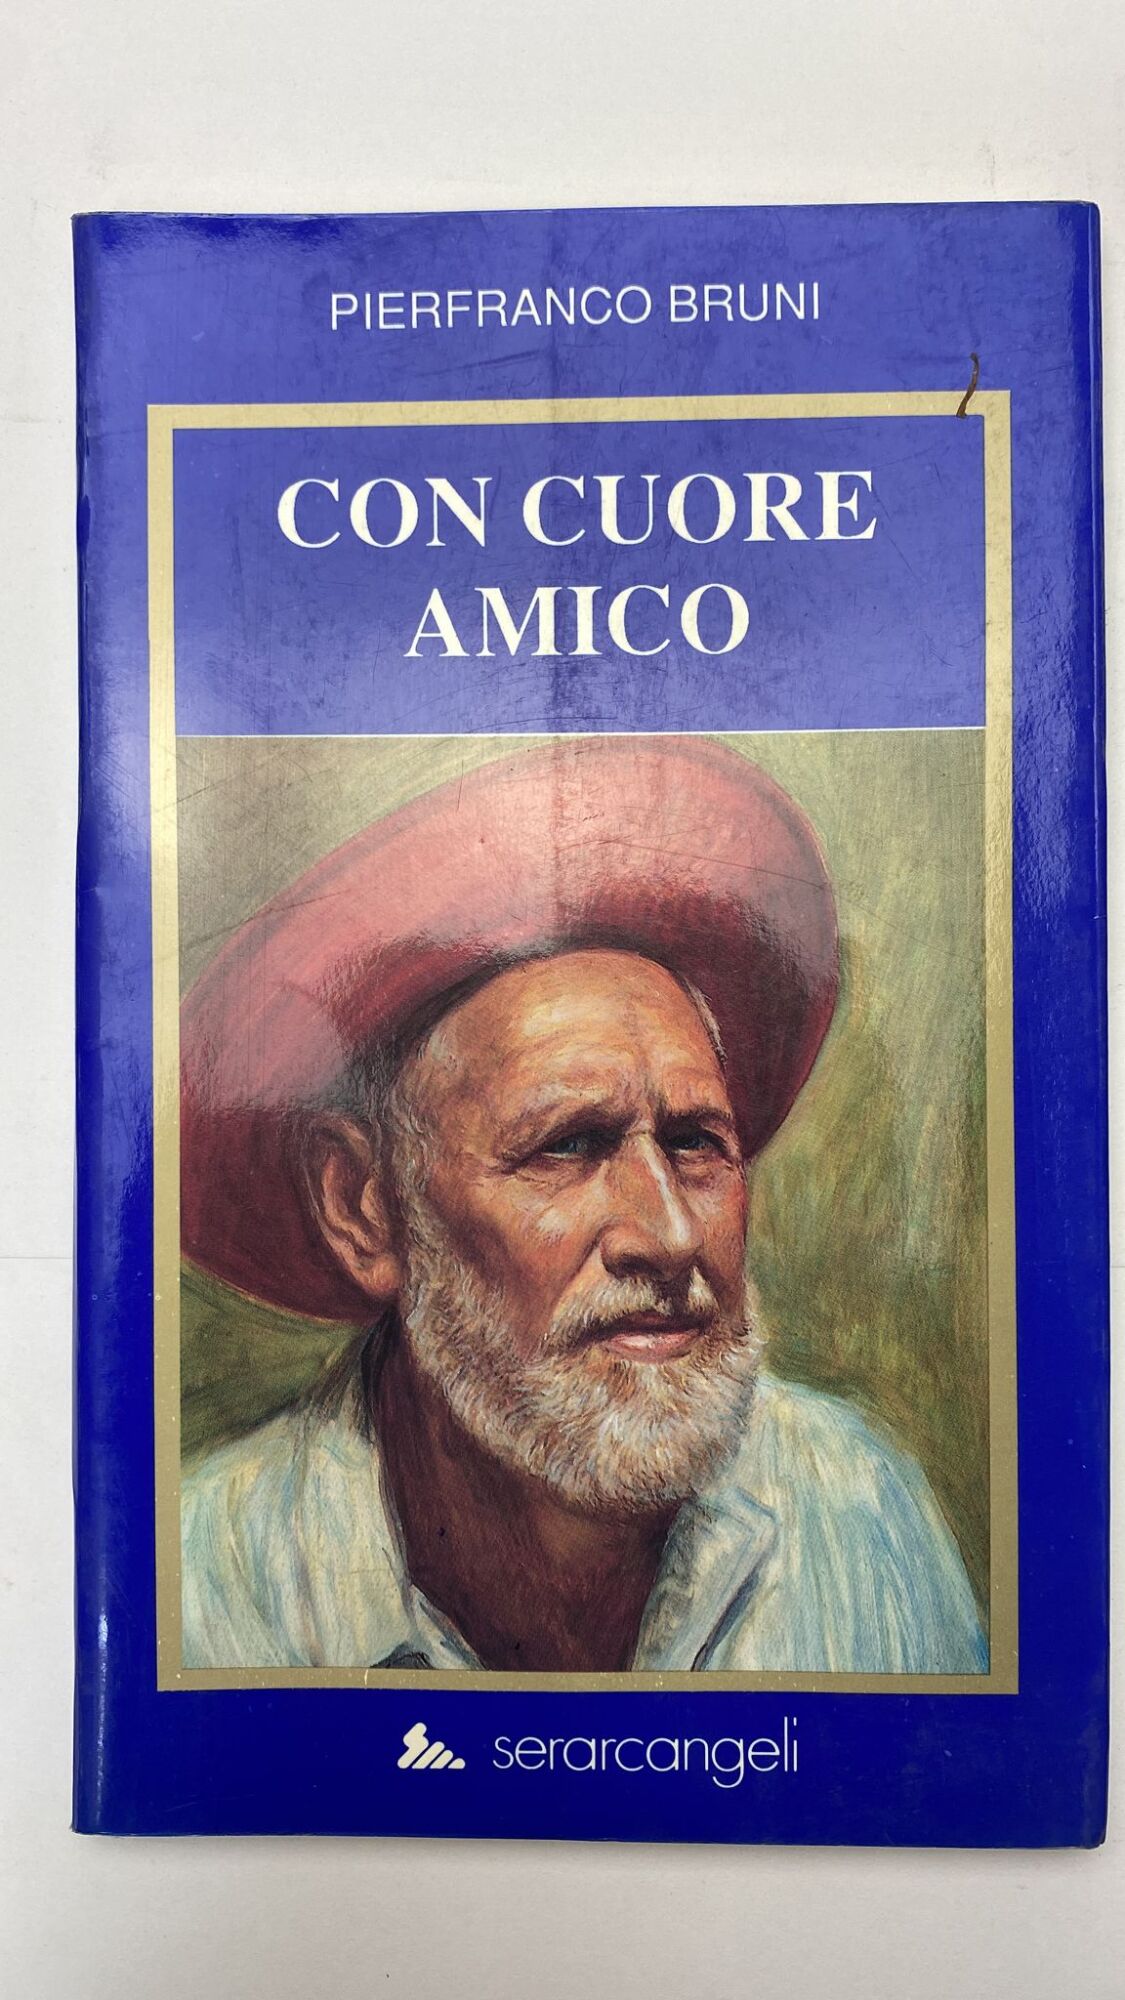 PIERFRANCO BRUNI
CON CUORE
AMICO
serarcangeli